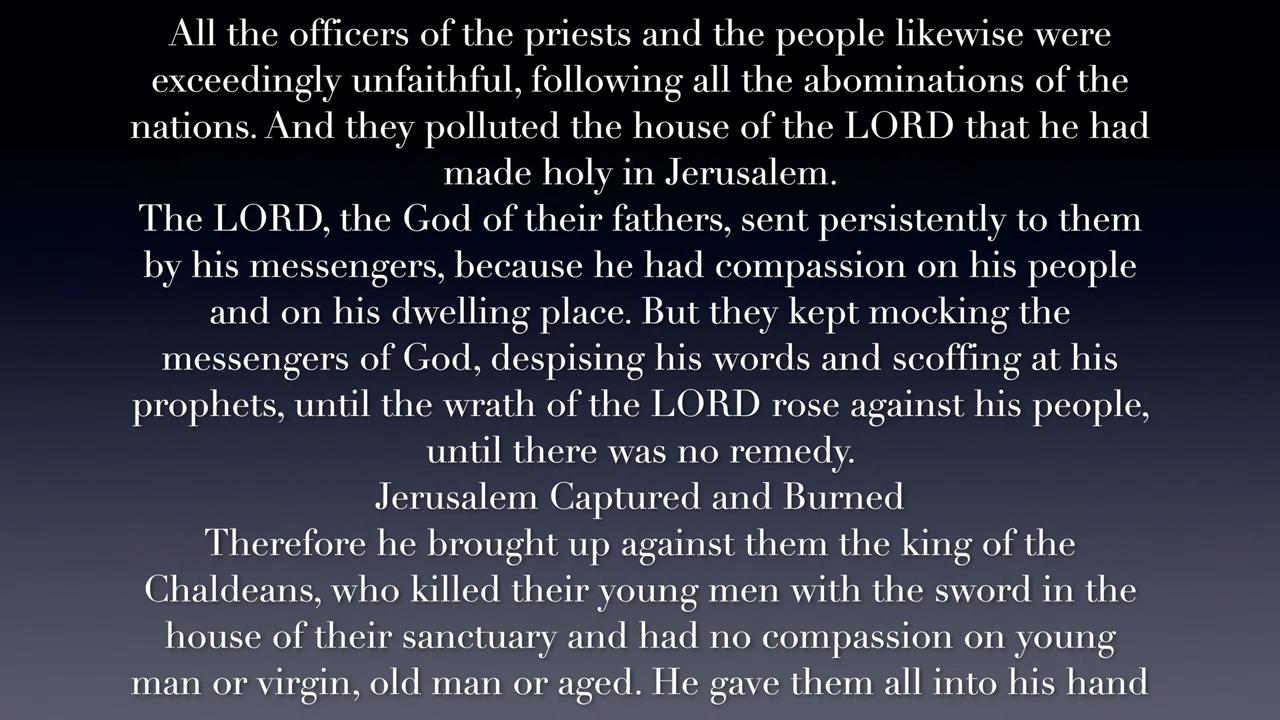 All the officers of the priests and the people likewise were
exceedingly unfaithful, following all the abominations of the
nations. And they polluted the house of the LORD that he had
made holy in Jerusalem.
The LORD, the God of their fathers, sent persistently to them
by his messengers, because he had compassion on his people
and on his dwelling place. But they kept mocking the
messengers of God, despising his words and scoffing at his
prophets, until the wrath of the LORD rose against his people,
until there was no remedy.
Jerusalem Captured and Burned
Therefore he brought up against them the king of the
Chaldeans, who killed their young men with the sword in the
house of their sanctuary and had no compassion on young
man or virgin, old man or aged. He gave them all into his hand